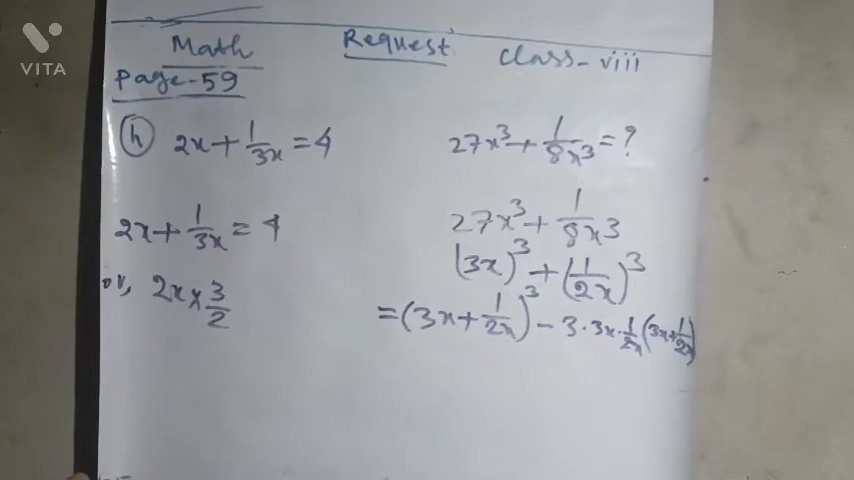 VITA
Math Request Class-viii
Page-59
(h) 2x + 1/3x = 4 27x³ + 1/8x³ = ?
2x + 1/3x = 4 27x³ + 1/8x³
(3x)³ + (1/2x)³
or, 2x × 3/2
= (3x + 1/2x)³ - 3·3x·1/2x (3x + 1/2x)